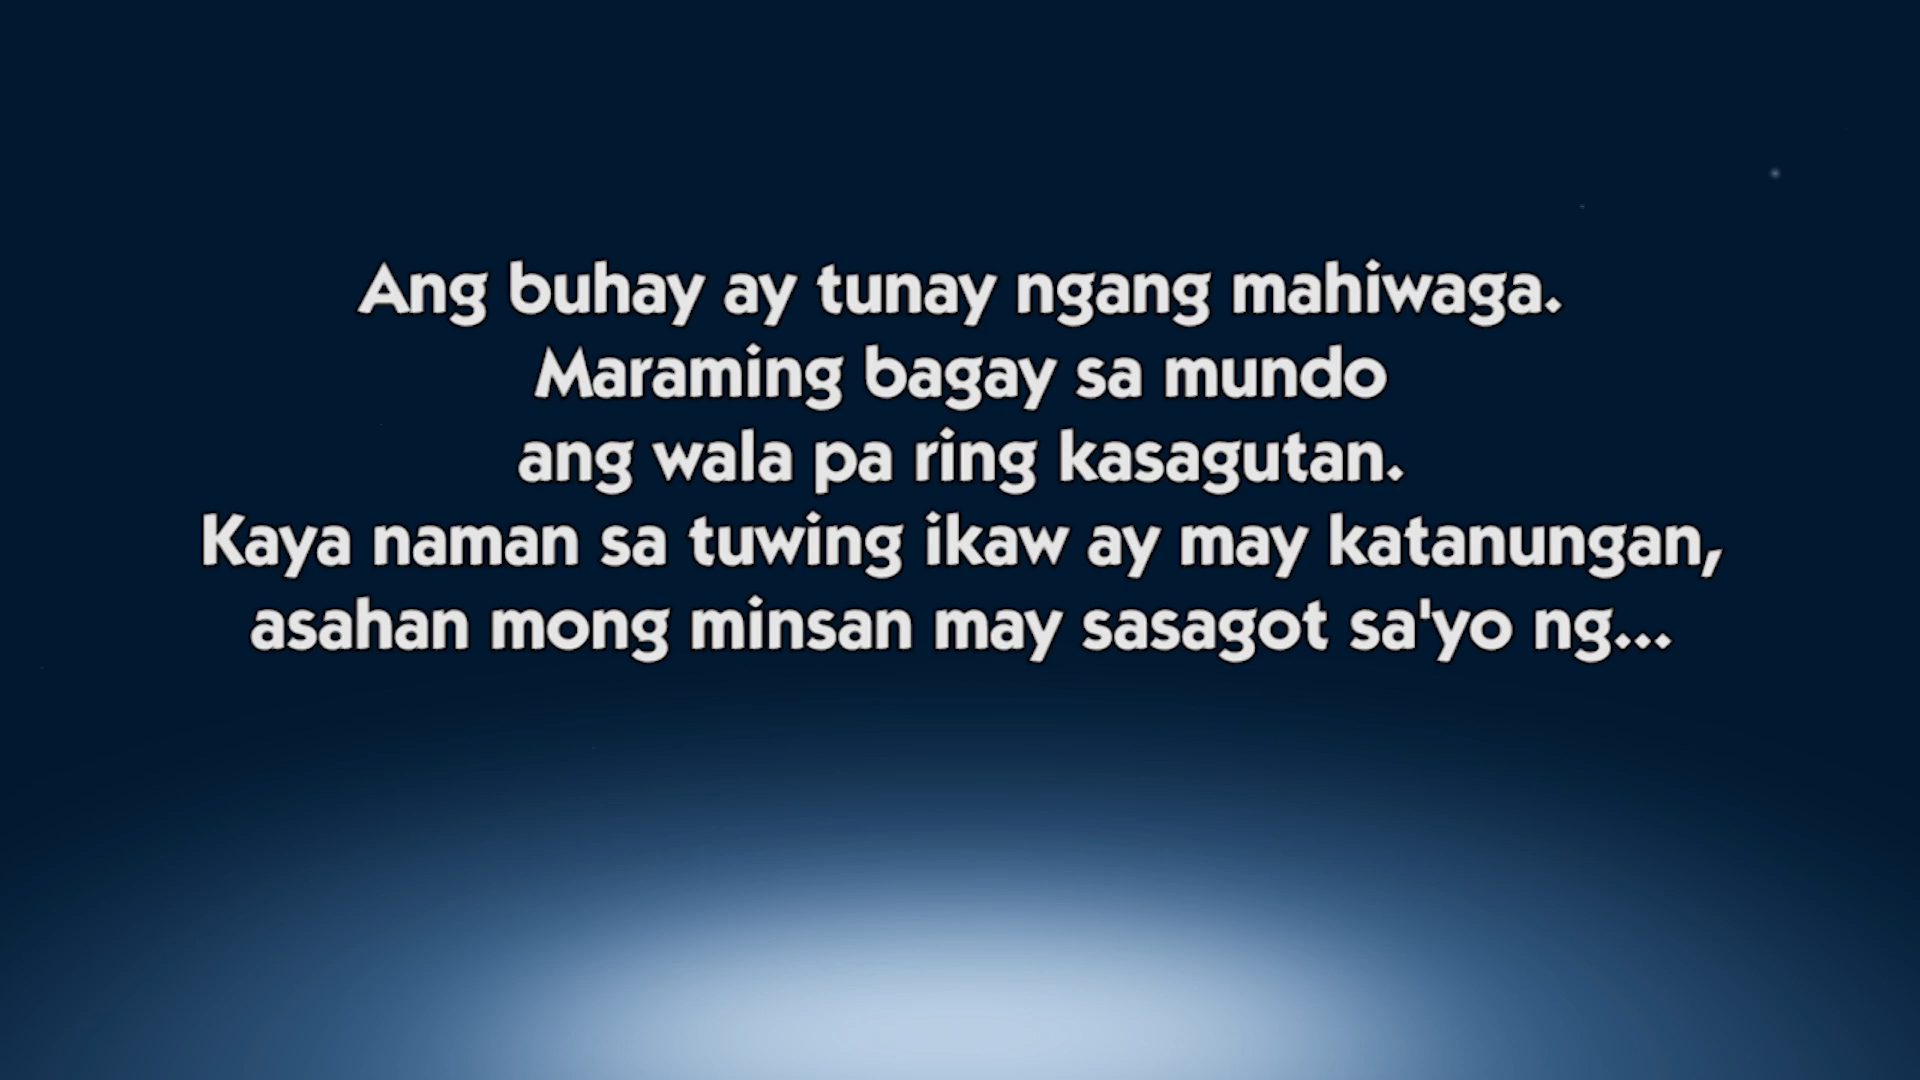 Ang buhay ay tunay ngang mahiwaga.
Maraming bagay sa mundo
ang wala pa ring kasagutan.
Kaya naman sa tuwing ikaw ay may katanungan,
asahan mong minsan may sasagot sa'yo ng...